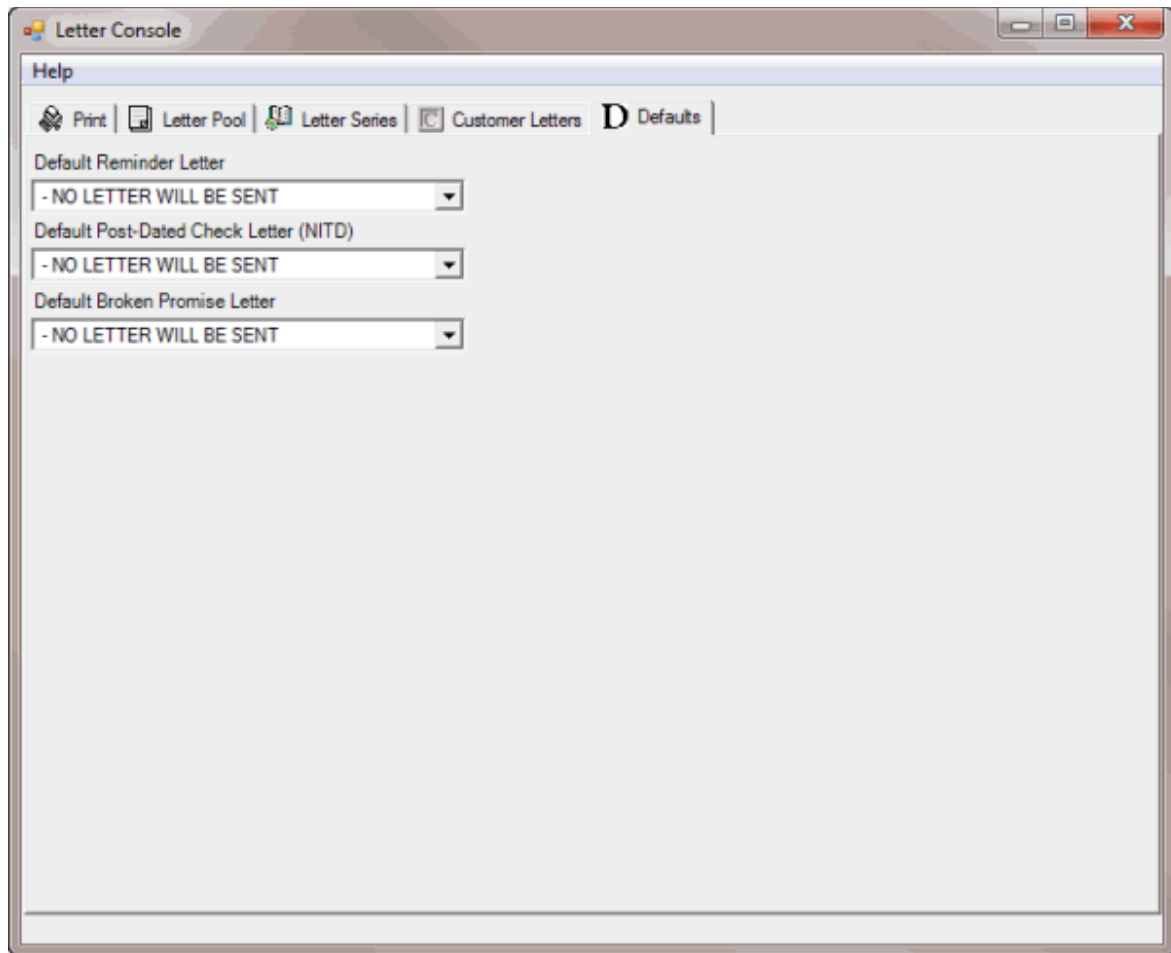 Letter Console
Help
Print Letter Pool Letter Series C Customer Letters D Defaults
Default Reminder Letter
- NO LETTER WILL BE SENT
Default Post-Dated Check Letter (NITD)
- NO LETTER WILL BE SENT
Default Broken Promise Letter
- NO LETTER WILL BE SENT